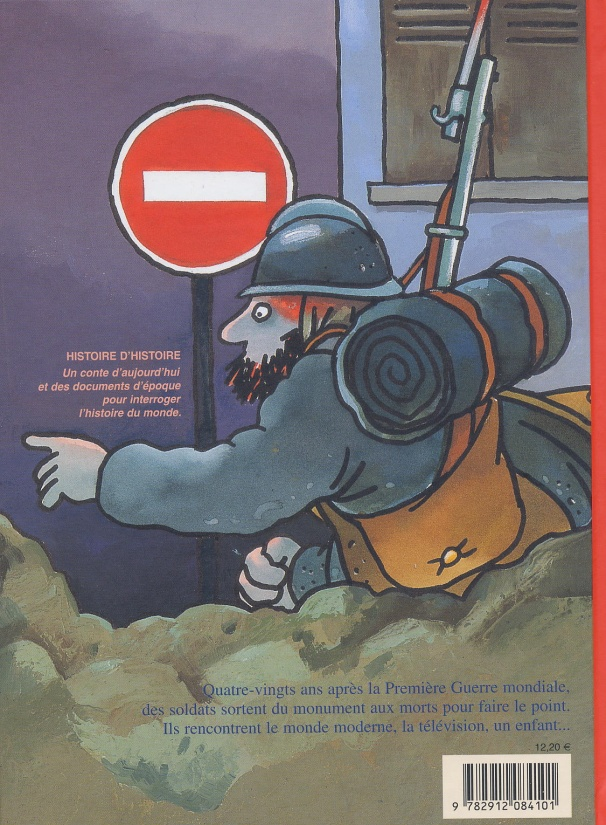 HISTOIRE D'HISTOIRE
Un conte d'aujourd'hui
et des documents d'époque
pour interroger
l'histoire du monde.
Quatre-vingts ans après la Première Guerre mondiale,
des soldats sortent du monument aux morts pour faire le point.
Ils rencontrent le monde moderne, la télévision, un enfant...
12,20 €
9 782912 084101